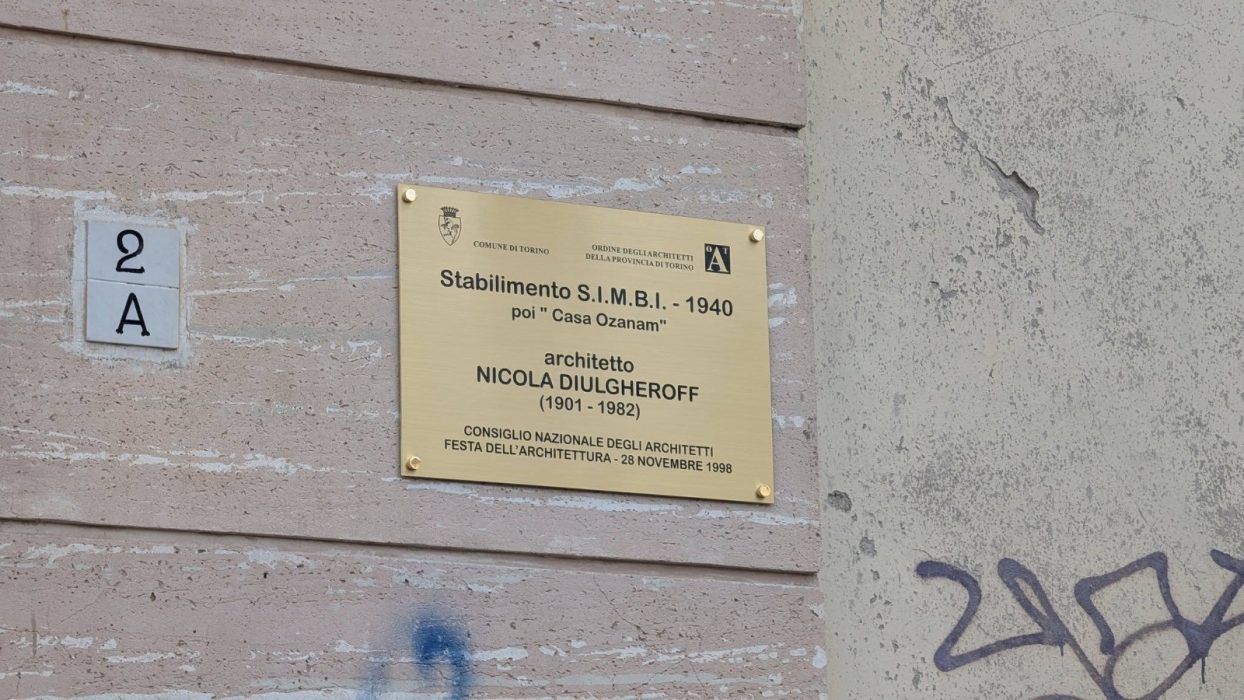 2
A
COMUNE DI TORINO
ORDINE DEGLI ARCHITETTI
DELLA PROVINCIA DI TORINO
O A T
Stabilimento S.I.M.B.I. - 1940
poi " Casa Ozanam"
architetto
NICOLA DIULGHEROFF
(1901 - 1982)
CONSIGLIO NAZIONALE DEGLI ARCHITETTI
FESTA DELL'ARCHITETTURA - 28 NOVEMBRE 1998